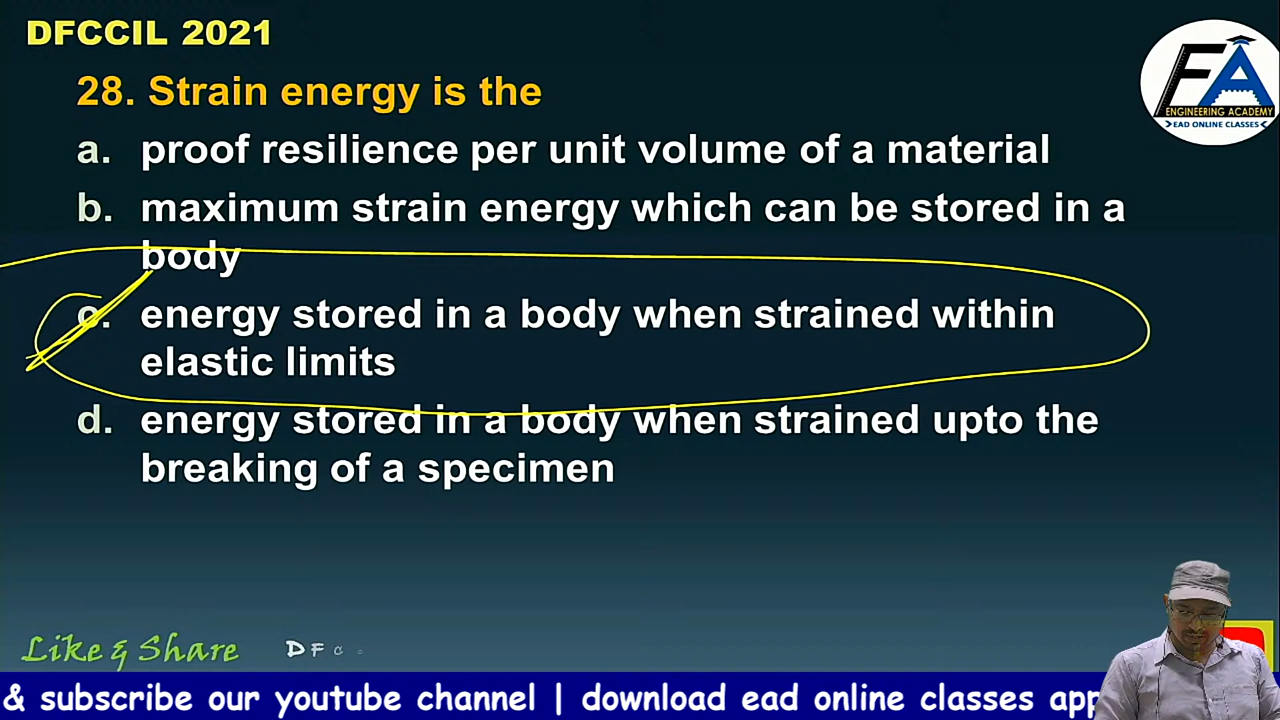 DFCCIL 2021
28. Strain energy is the
a. proof resilience per unit volume of a material
b. maximum strain energy which can be stored in a
body
c. energy stored in a body when strained within
elastic limits
d. energy stored in a body when strained upto the
breaking of a specimen
ENGINEERING ACADEMY
EAD ONLINE CLASSES
Like & Share
DFC
& subscribe our youtube channel | download ead online classes app